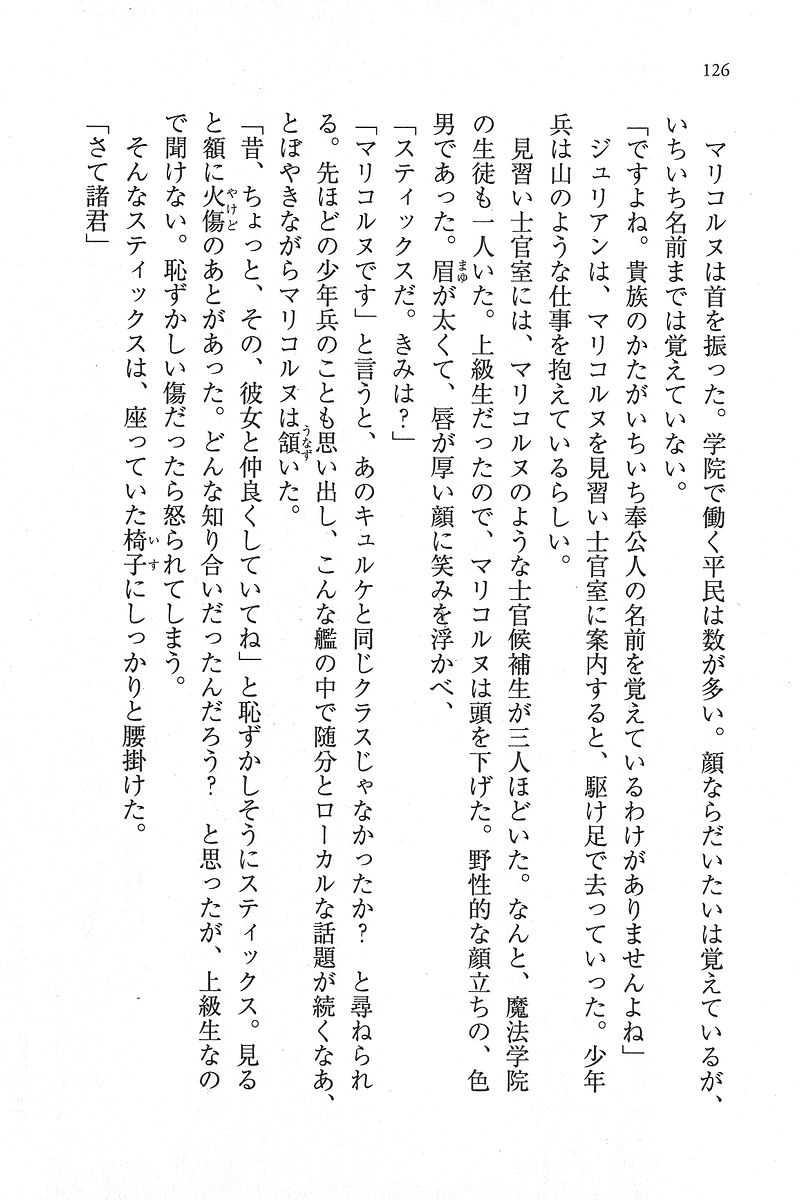 126
マリコルヌは首を振った。学院で働く平民は数が多い。顔ならだいたいは覚えているが、
いちいち名前までは覚えていない。
「ですよね。貴族のかたがいちいち奉公人の名前を覚えているわけがありませんよね」
ジュリアンは、マリコルヌを見習い士官室に案内すると、駆け足で去っていった。少年
兵は山のような仕事を抱えているらしい。
見習い士官室には、マリコルヌのような士官候補生が三人ほどいた。なんと、魔法学院
の生徒も一人いた。上級生だったので、マリコルヌは頭を下げた。野性的な顔立ちの、色
男であった。眉が太くて、唇が厚い顔に笑みを浮かべ、
「スティックスだ。きみは？」
「マリコルヌです」と言うと、あのキュルケと同じクラスじゃなかったか？　と尋ねられ
る。先ほどの少年兵のことも思い出し、こんな艦の中で随分とローカルな話題が続くなあ、
とぼやきながらマリコルヌは頷いた。
「昔、ちょっと、その、彼女と仲良くしていてね」と恥ずかしそうにスティックス。見る
と額に火傷のあとがあった。どんな知り合いだったんだろう？　と思ったが、上級生なの
で聞けない。恥ずかしい傷だったら怒られてしまう。
そんなスティックスは、座っていた椅子にしっかりと腰掛けた。
「さて諸君」